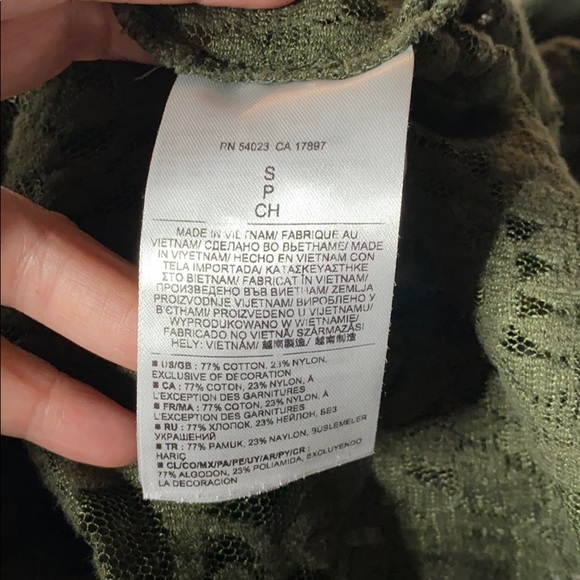 RN 54023 CA 17897
S
P
CH
MADE IN VIETNAM/ FABRIQUE AU
VIETNAM/ СДЕЛАНО ВО ВЬЕТНАМЕ/ MADE
IN VIYETNAM/ HECHO EN VIETNAM CON
TELA IMPORTADA/ ΚΑΤΑΣΚΕΥΑΣΤΗΚΕ
ΣΤΟ ΒΙΕΤΝΑΜ/ FABRICAT ÎN VIETNAM/
ПРОИЗВЕДЕНО ВЪВ ВИЕТНАМ/ ZEMLJA
PROIZVODNJE VIJETNAM/ ВИРОБЛЕНО У
В'ЄТНАМІ/ PROIZVEDENO U VIJETNAMU/
WYPRODUKOWANO W WIETNAMIE/
FABRICADO NO VIETNÃ/ SZÁRMAZÁSI
HELY: VIETNÁM/ 越南製造/ 越南制造
■ US/GB : 77% COTTON, 23% NYLON,
EXCLUSIVE OF DECORATION
■ CA : 77% COTON, 23% NYLON, À
L'EXCEPTION DES GARNITURES
■ FR/MA : 77% COTON, 23% NYLON, À
L'EXCEPTION DES GARNITURES
■ RU : 77% ХЛОПОК, 23% НЕЙЛОН, БЕЗ
УКРАШЕНИЙ
■ TR : 77% PAMUK, 23% NAYLON, SÜSLEMELER
HARİÇ
■ CL/CO/MX/PA/PE/UY/AR/PY/CR :
77% ALGODÓN, 23% POLIAMIDA, EXCLUYENDO
LA DECORACION